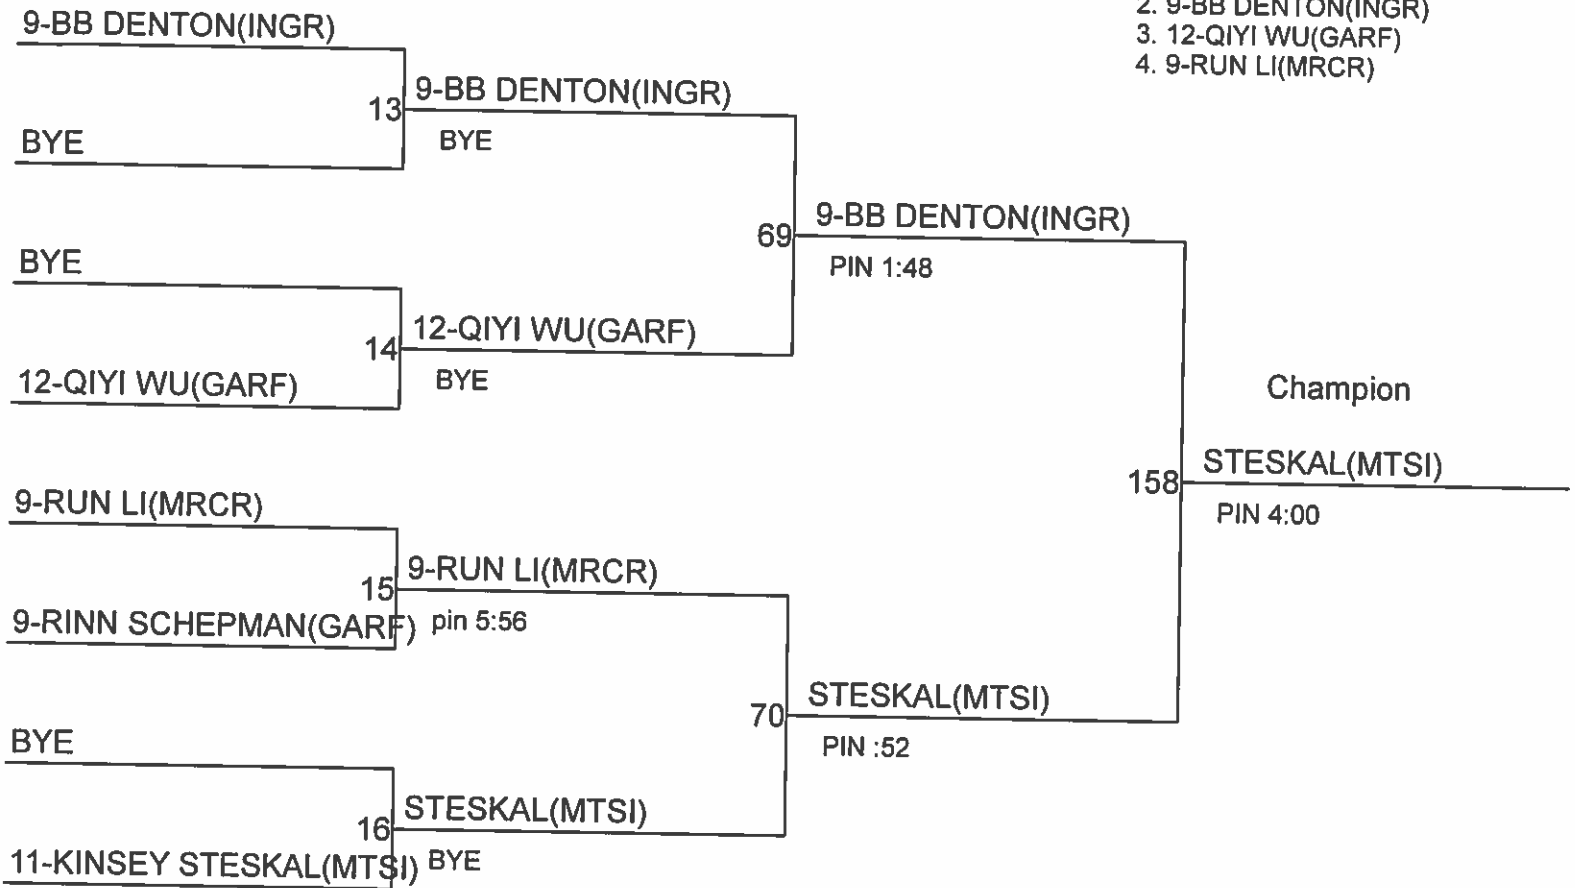 2. 9-BB DENTON(INGR)
3. 12-QIYI WU(GARF)
4. 9-RUN LI(MRCR)
9-BB DENTON(INGR)
13
9-BB DENTON(INGR)
BYE
BYE
69
9-BB DENTON(INGR)
PIN 1:48
BYE
14
12-QIYI WU(GARF)
BYE
12-QIYI WU(GARF)
Champion
158
STESKAL(MTSI)
PIN 4:00
9-RUN LI(MRCR)
15
9-RUN LI(MRCR)
pin 5:56
9-RINN SCHEPMAN(GARF)
70
STESKAL(MTSI)
PIN :52
BYE
16
STESKAL(MTSI)
BYE
11-KINSEY STESKAL(MTSI)